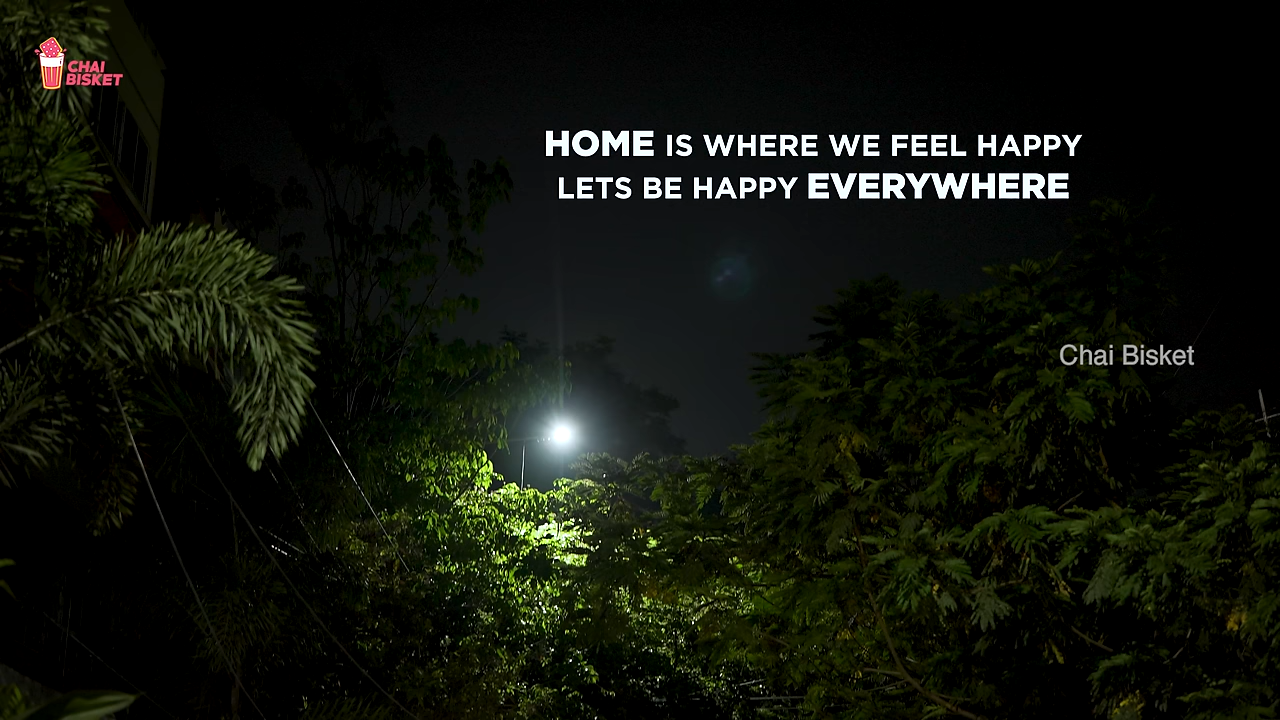 CHAI
BISKET
HOME IS WHERE WE FEEL HAPPY
LETS BE HAPPY EVERYWHERE
Chai Bisket